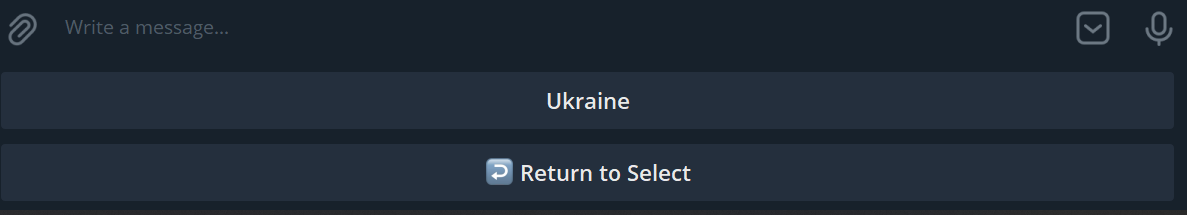 Write a message...
Ukraine
Return to Select